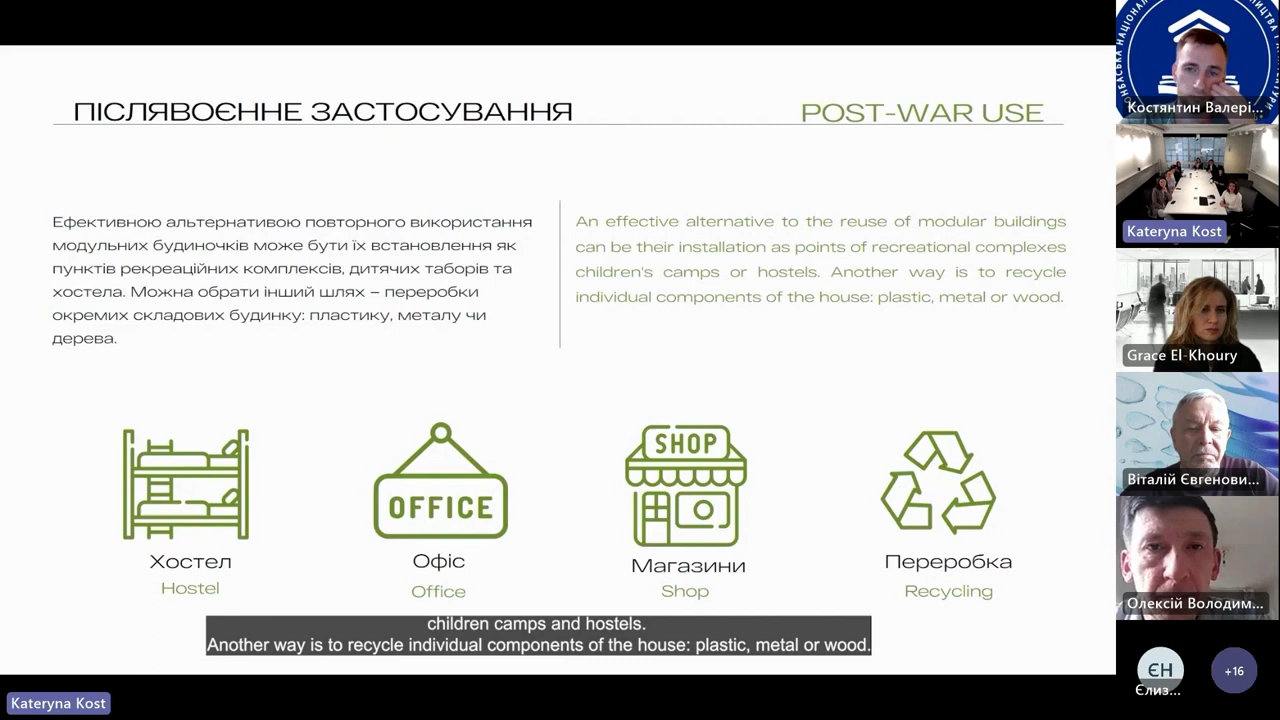 ПІСЛЯВОЄННЕ ЗАСТОСУВАННЯ
POST-WAR USE
Ефективною альтернативою повторного використання
модульних будиночків може бути їх встановлення як
пунктів рекреаційних комплексів, дитячих таборів та
хостела. Можна обрати інший шлях – переробки
окремих складових будинку: пластику, металу чи
дерева.
An effective alternative to the reuse of modular buildings
can be their installation as points of recreational complexes
children's camps or hostels. Another way is to recycle
individual components of the house: plastic, metal or wood.
OFFICE
SHOP
Хостел
Hostel
Офіс
Office
Магазини
Shop
Переробка
Recycling
children camps and hostels.
Another way is to recycle individual components of the house: plastic, metal or wood.
Kateryna Kost
Костянтин Валері...
Kateryna Kost
Grace El-Khoury
Віталій Євгенови...
Олексій Володим...
ЄН
Єлиз...
+16